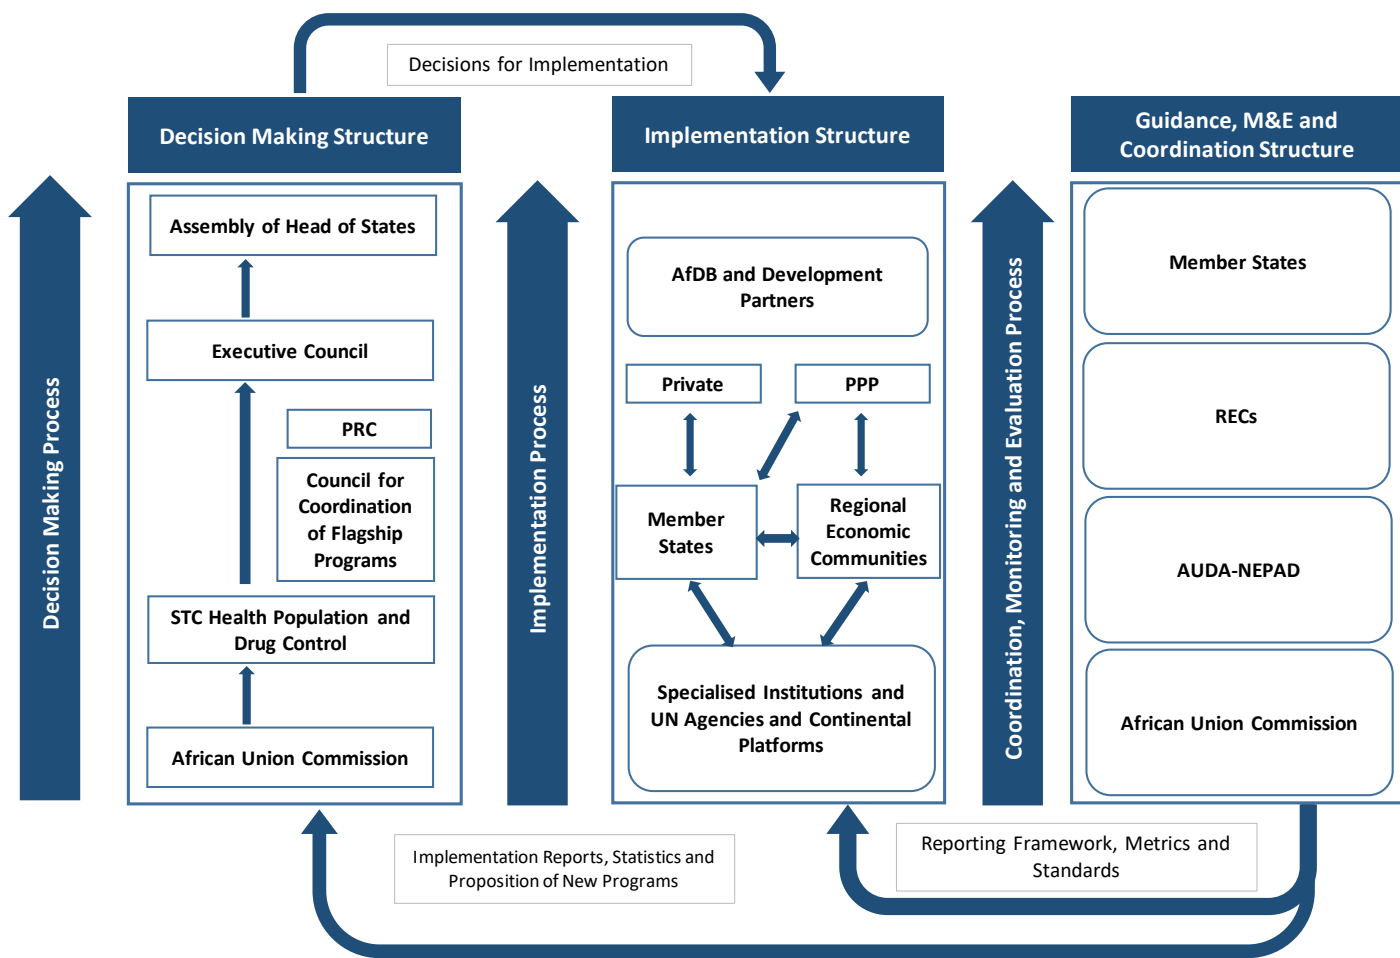 Decisions for Implementation
Decision Making Structure
Implementation Structure
Guidance, M&E and
Coordination Structure
Decision Making Process
Assembly of Head of States
Executive Council
PRC
Council for
Coordination
of Flagship
Programs
STC Health Population and
Drug Control
African Union Commission
Implementation Process
AfDB and Development
Partners
Private
PPP
Member
States
Regional
Economic
Communities
Specialised Institutions and
UN Agencies and Continental
Platforms
Coordination, Monitoring and Evaluation Process
Member States
RECs
AUDA-NEPAD
African Union Commission
Implementation Reports, Statistics and
Proposition of New Programs
Reporting Framework, Metrics and
Standards